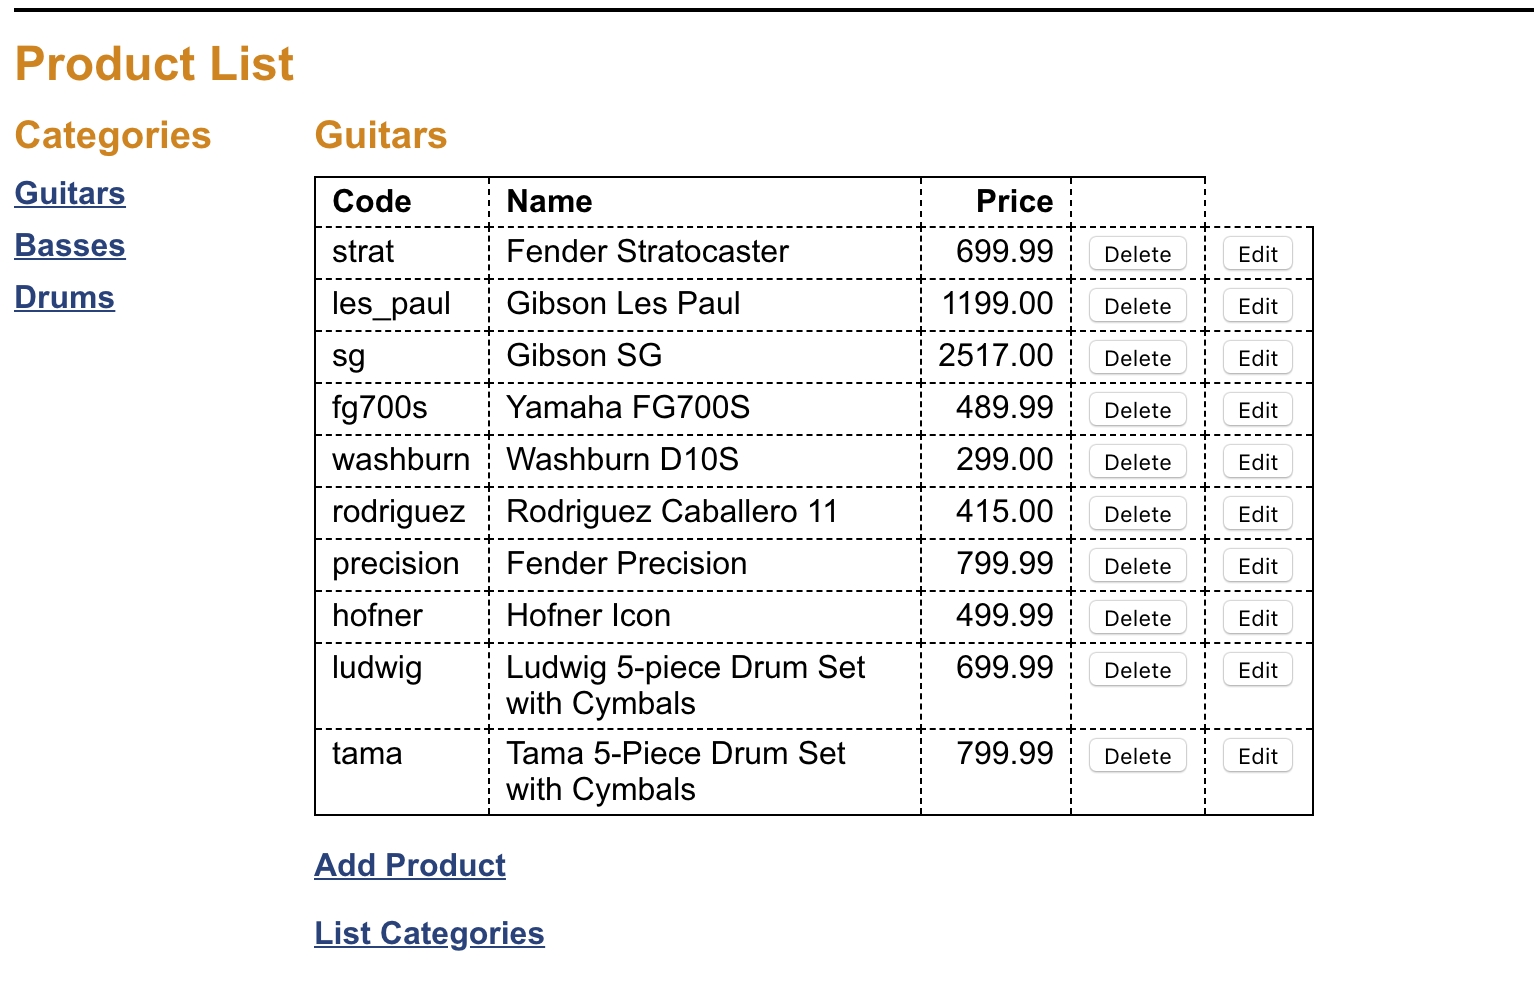 Product List
Categories
Guitars
Basses
Drums
Guitars
Code Name Price
strat Fender Stratocaster 699.99 Delete Edit
les_paul Gibson Les Paul 1199.00 Delete Edit
sg Gibson SG 2517.00 Delete Edit
fg700s Yamaha FG700S 489.99 Delete Edit
washburn Washburn D10S 299.00 Delete Edit
rodriguez Rodriguez Caballero 11 415.00 Delete Edit
precision Fender Precision 799.99 Delete Edit
hofner Hofner Icon 499.99 Delete Edit
ludwig Ludwig 5-piece Drum Set 699.99 Delete Edit
with Cymbals
tama Tama 5-Piece Drum Set 799.99 Delete Edit
with Cymbals
Add Product
List Categories